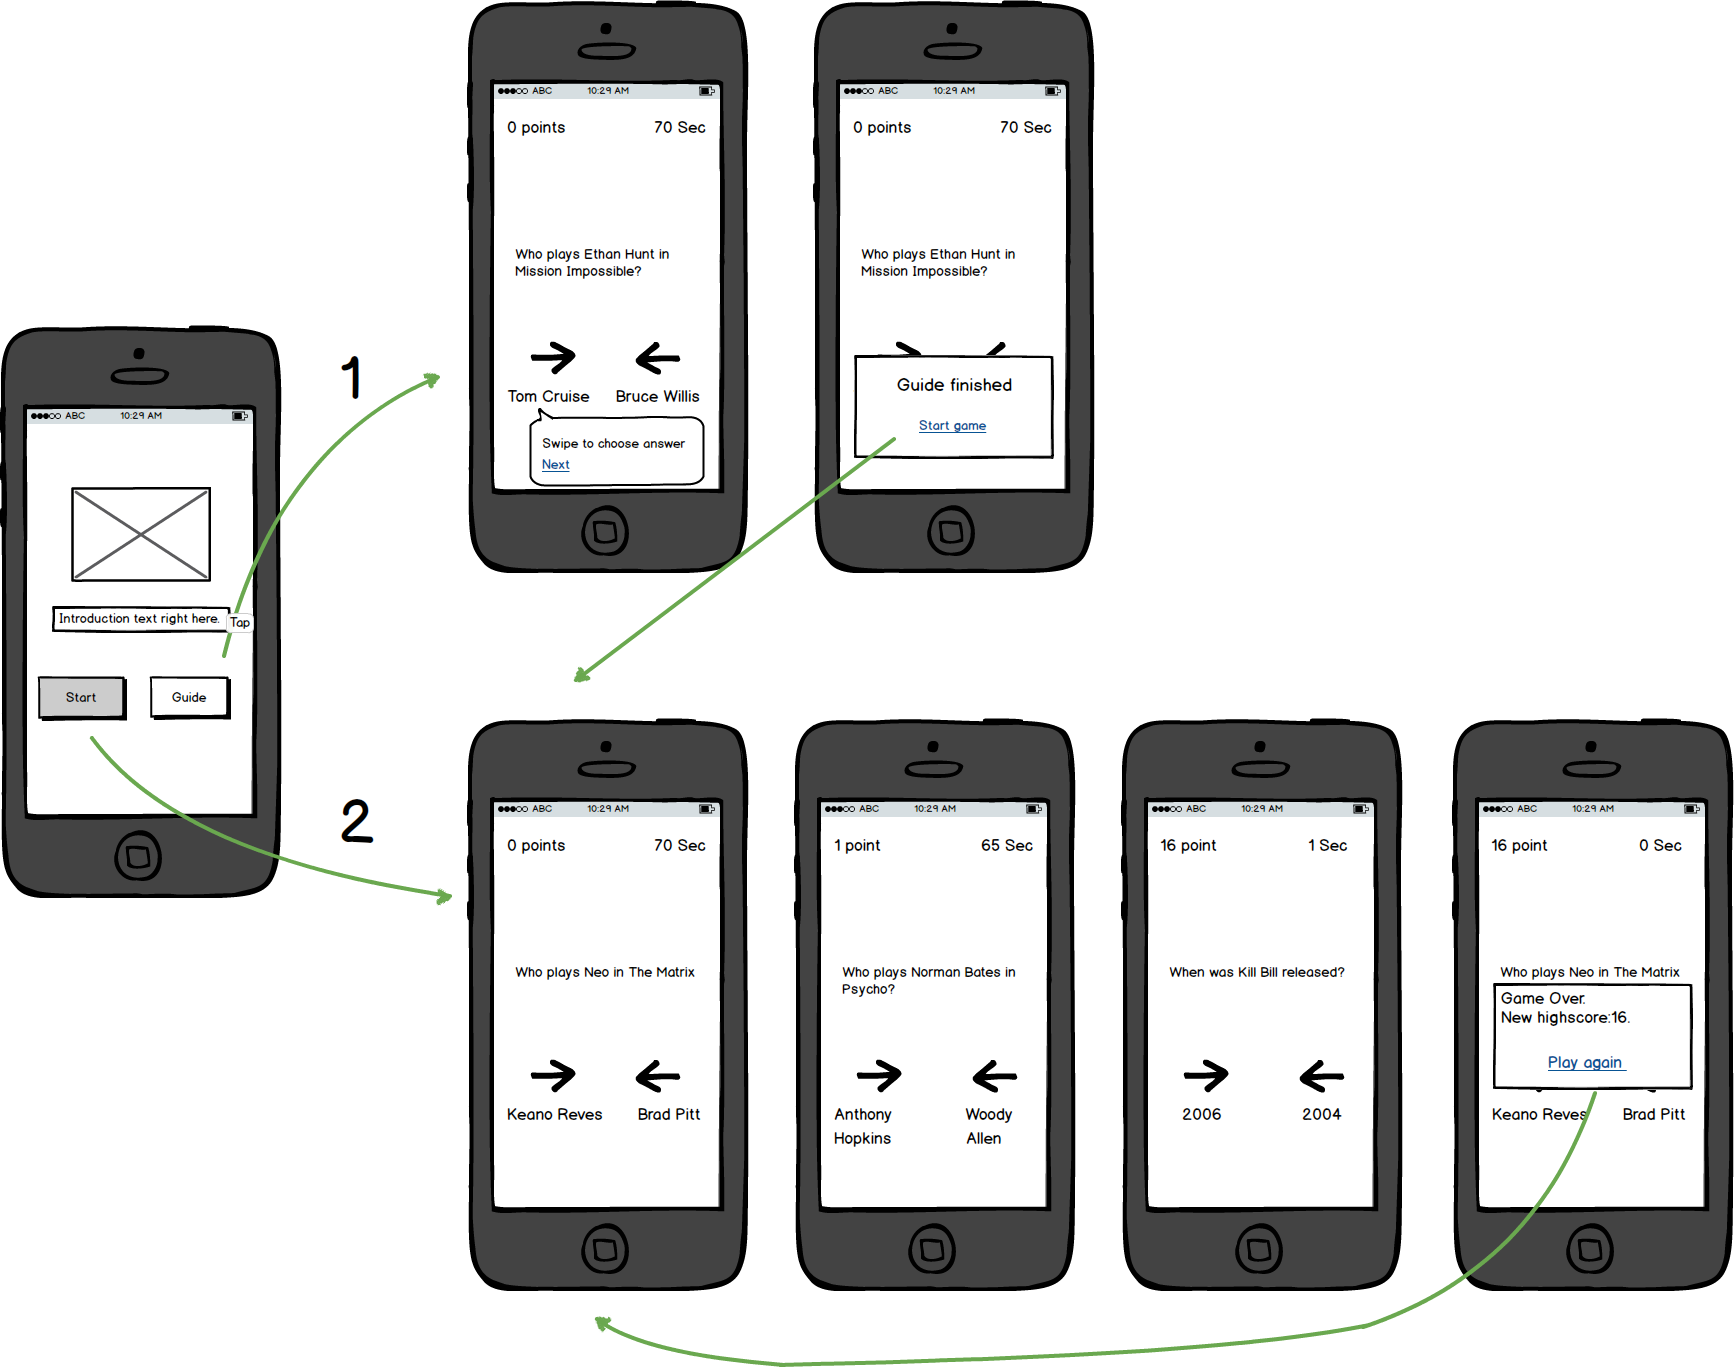 ABC 10:29 AM
0 points 70 Sec
Who plays Ethan Hunt in
Mission Impossible?
Tom Cruise Bruce Willis
Swipe to choose answer
Next
ABC 10:29 AM
0 points 70 Sec
Who plays Ethan Hunt in
Mission Impossible?
Guide finished
Start game
1
ABC 10:29 AM
Introduction text right here.
Tap
Start Guide
2
ABC 10:29 AM
0 points 70 Sec
Who plays Neo in The Matrix
Keano Reves Brad Pitt
ABC 10:29 AM
1 point 65 Sec
Who plays Norman Bates in
Psycho?
Anthony Woody
Hopkins Allen
ABC 10:29 AM
16 point 1 Sec
When was Kill Bill released?
2006 2004
ABC 10:29 AM
16 point 0 Sec
Who plays Neo in The Matrix
Game Over.
New highscore:16.
Play again
Keano Reves Brad Pitt